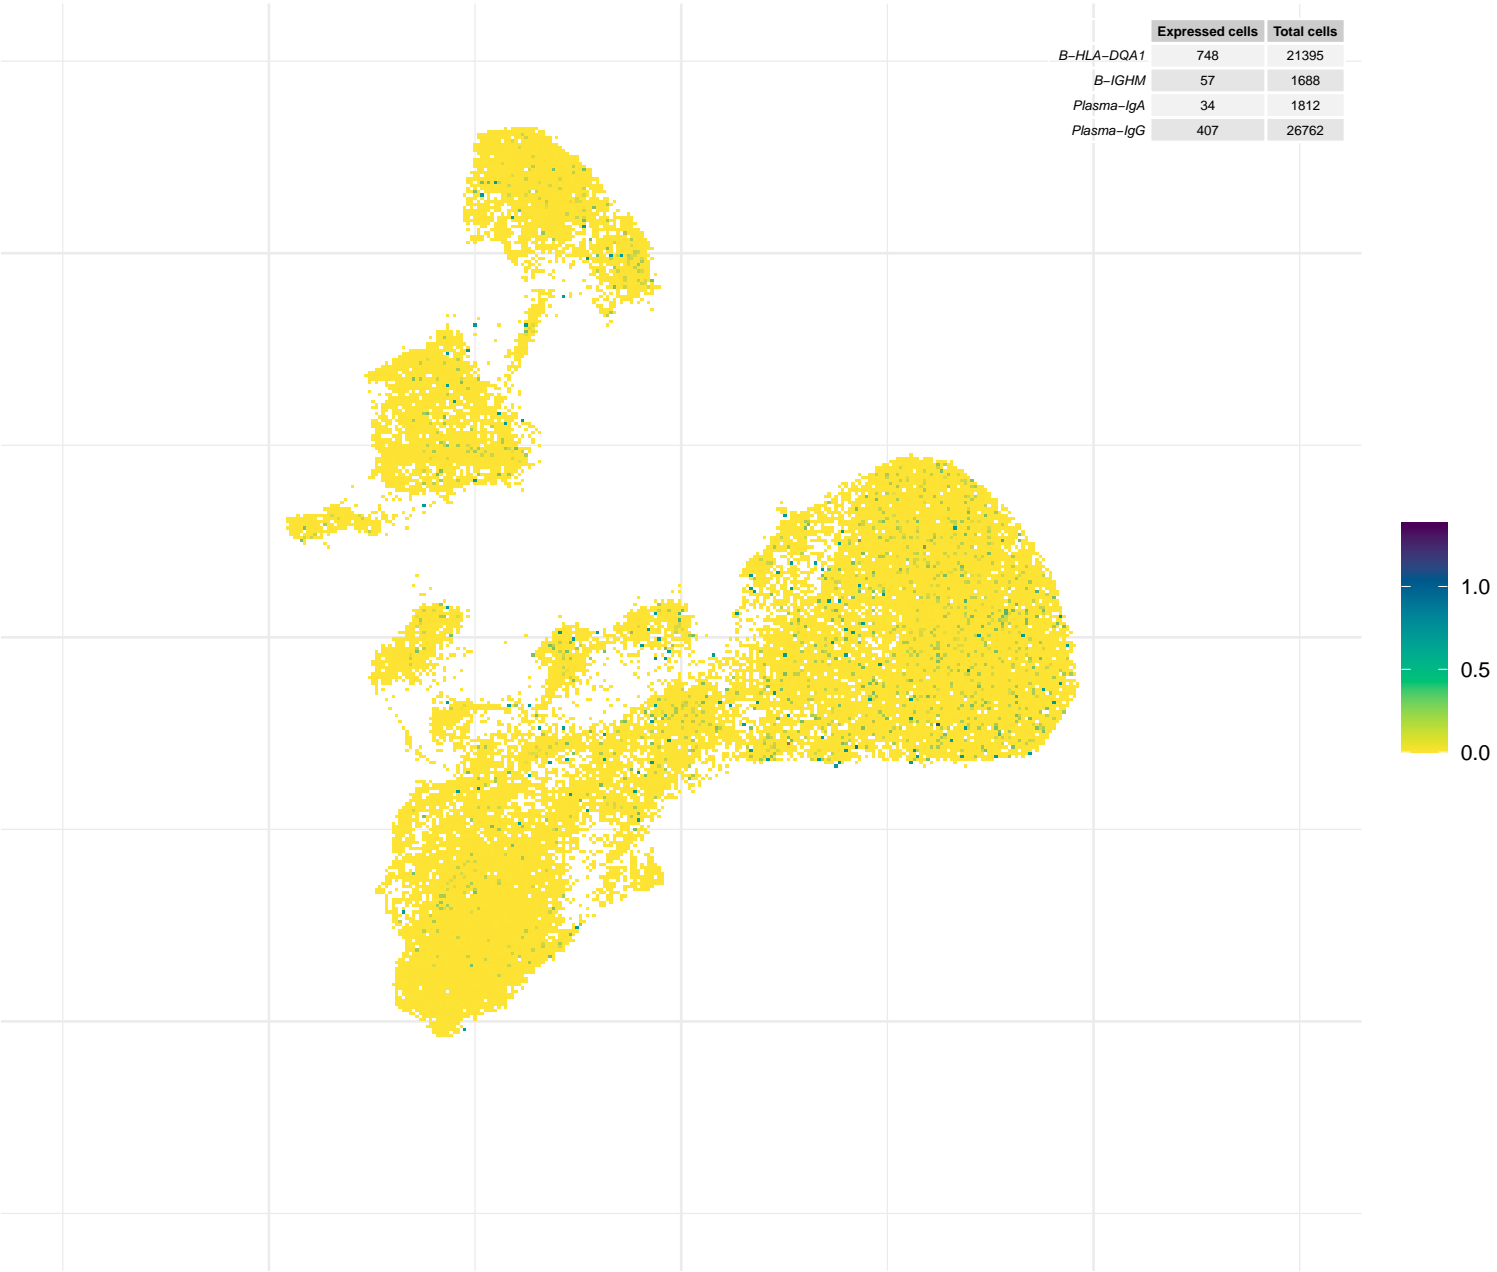 Expressed cells Total cells
B−HLA−DQA1 748 21395
B−IGHM 57 1688
Plasma−IgA 34 1812
Plasma−IgG 407 26762
1.0
0.5
0.0